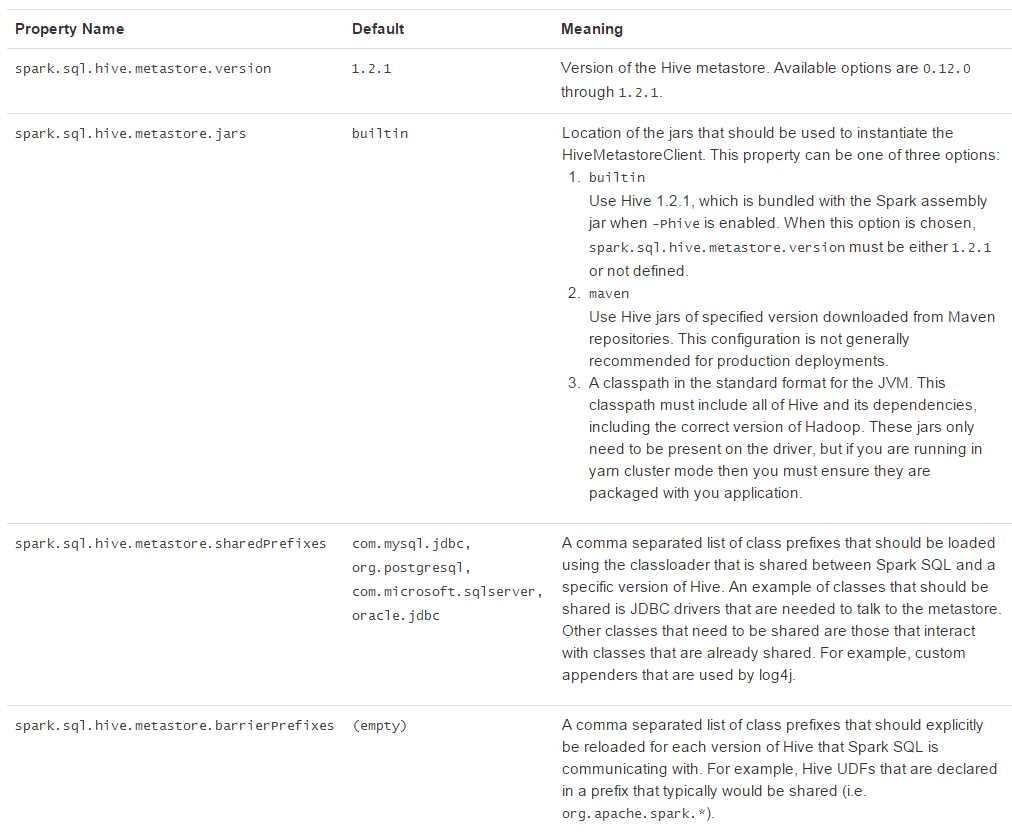 Property Name Default Meaning
spark.sql.hive.metastore.version 1.2.1 Version of the Hive metastore. Available options are 0.12.0
through 1.2.1.
spark.sql.hive.metastore.jars builtin Location of the jars that should be used to instantiate the
HiveMetastoreClient. This property can be one of three options:
1. builtin
Use Hive 1.2.1, which is bundled with the Spark assembly
jar when -Phive is enabled. When this option is chosen,
spark.sql.hive.metastore.version must be either 1.2.1
or not defined.
2. maven
Use Hive jars of specified version downloaded from Maven
repositories. This configuration is not generally
recommended for production deployments.
3. A classpath in the standard format for the JVM. This
classpath must include all of Hive and its dependencies,
including the correct version of Hadoop. These jars only
need to be present on the driver, but if you are running in
yarn cluster mode then you must ensure they are
packaged with you application.
spark.sql.hive.metastore.sharedPrefixes com.mysql.jdbc, A comma separated list of class prefixes that should be loaded
org.postgresql, using the classloader that is shared between Spark SQL and a
com.microsoft.sqlserver, specific version of Hive. An example of classes that should be
oracle.jdbc shared is JDBC drivers that are needed to talk to the metastore.
Other classes that need to be shared are those that interact
with classes that are already shared. For example, custom
appenders that are used by log4j.
spark.sql.hive.metastore.barrierPrefixes (empty) A comma separated list of class prefixes that should explicitly
be reloaded for each version of Hive that Spark SQL is
communicating with. For example, Hive UDFs that are declared
in a prefix that typically would be shared (i.e.
org.apache.spark.*).